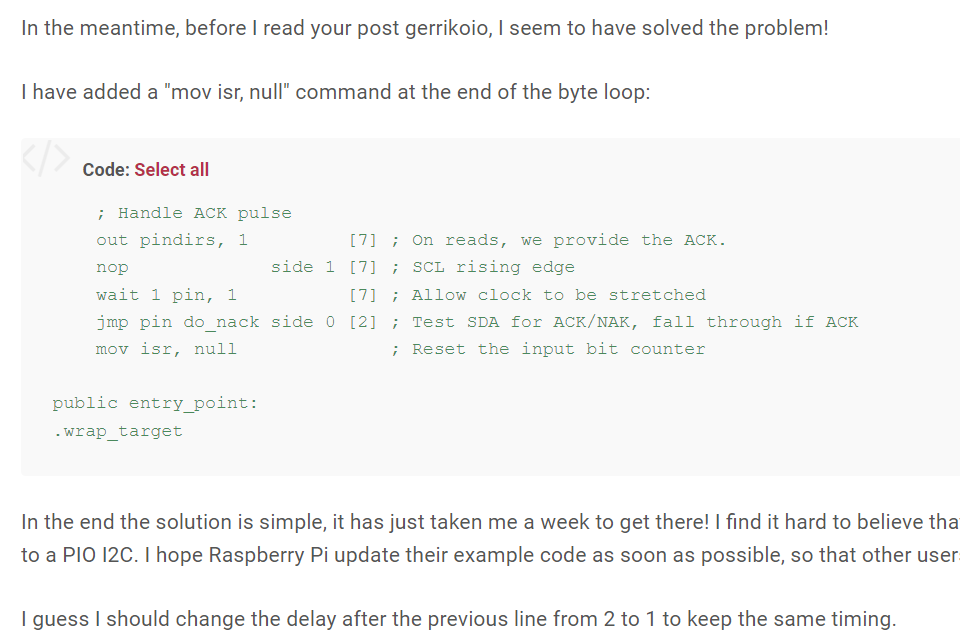 In the meantime, before I read your post gerrikoio, I seem to have solved the problem!
I have added a "mov isr, null" command at the end of the byte loop:
</> Code: Select all
; Handle ACK pulse
out pindirs, 1 [7] ; On reads, we provide the ACK.
nop side 1 [7] ; SCL rising edge
wait 1 pin, 1 [7] ; Allow clock to be stretched
jmp pin do_nack side 0 [2] ; Test SDA for ACK/NAK, fall through if ACK
mov isr, null ; Reset the input bit counter
public entry_point:
.wrap_target
In the end the solution is simple, it has just taken me a week to get there! I find it hard to believe
to a PIO I2C. I hope Raspberry Pi update their example code as soon as possible, so that other
I guess I should change the delay after the previous line from 2 to 1 to keep the same timing.